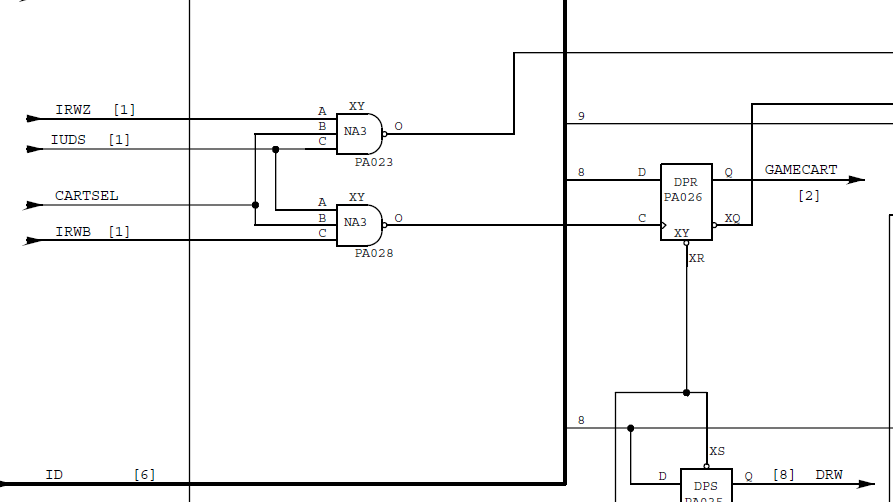 IRWZ [1]
IUDS [1]
CARTSEL
IRWB [1]
A
B
C
XY
NA3
O
PA023
A
B
C
XY
NA3
O
PA028
9
8
D
C
DPR
PA026
XY
Q
XQ
XR
GAMECART
[2]
8
XS
D
DPS
PA025
Q
[8] DRW
ID [6]